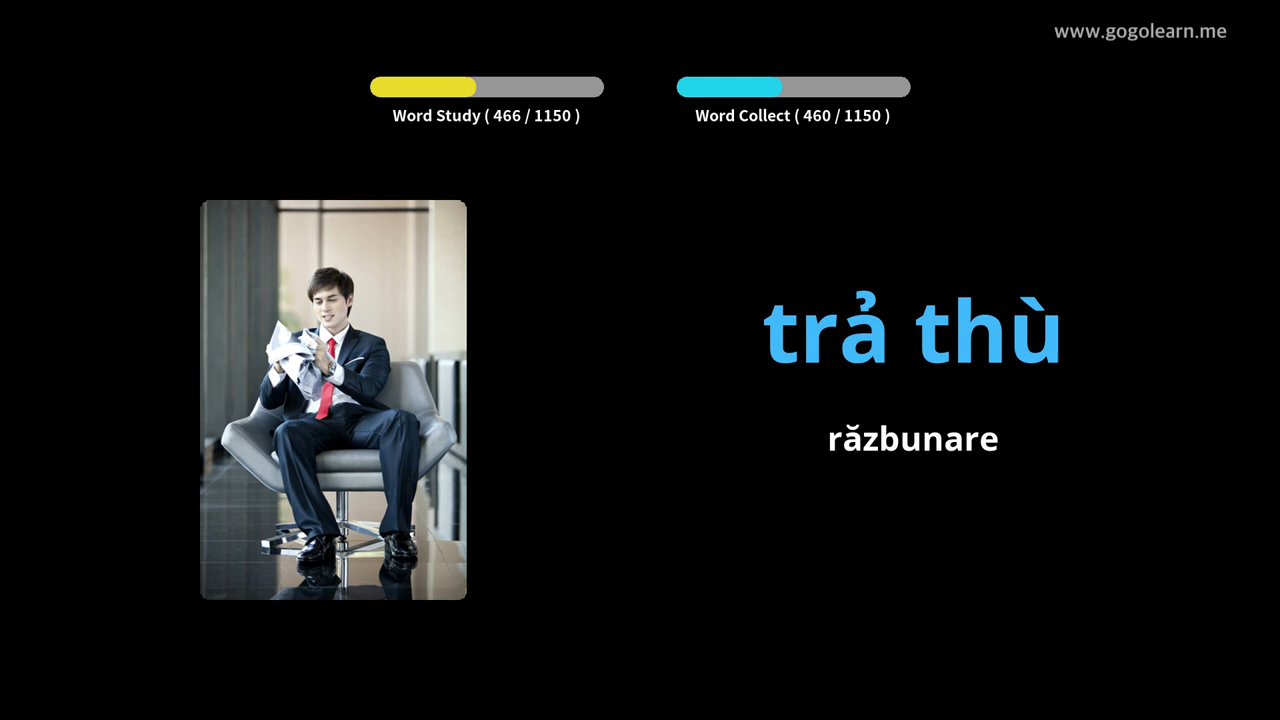 www.gogolearn.me
Word Study ( 466 / 1150 )
Word Collect ( 460 / 1150 )
trả thù
răzbunare